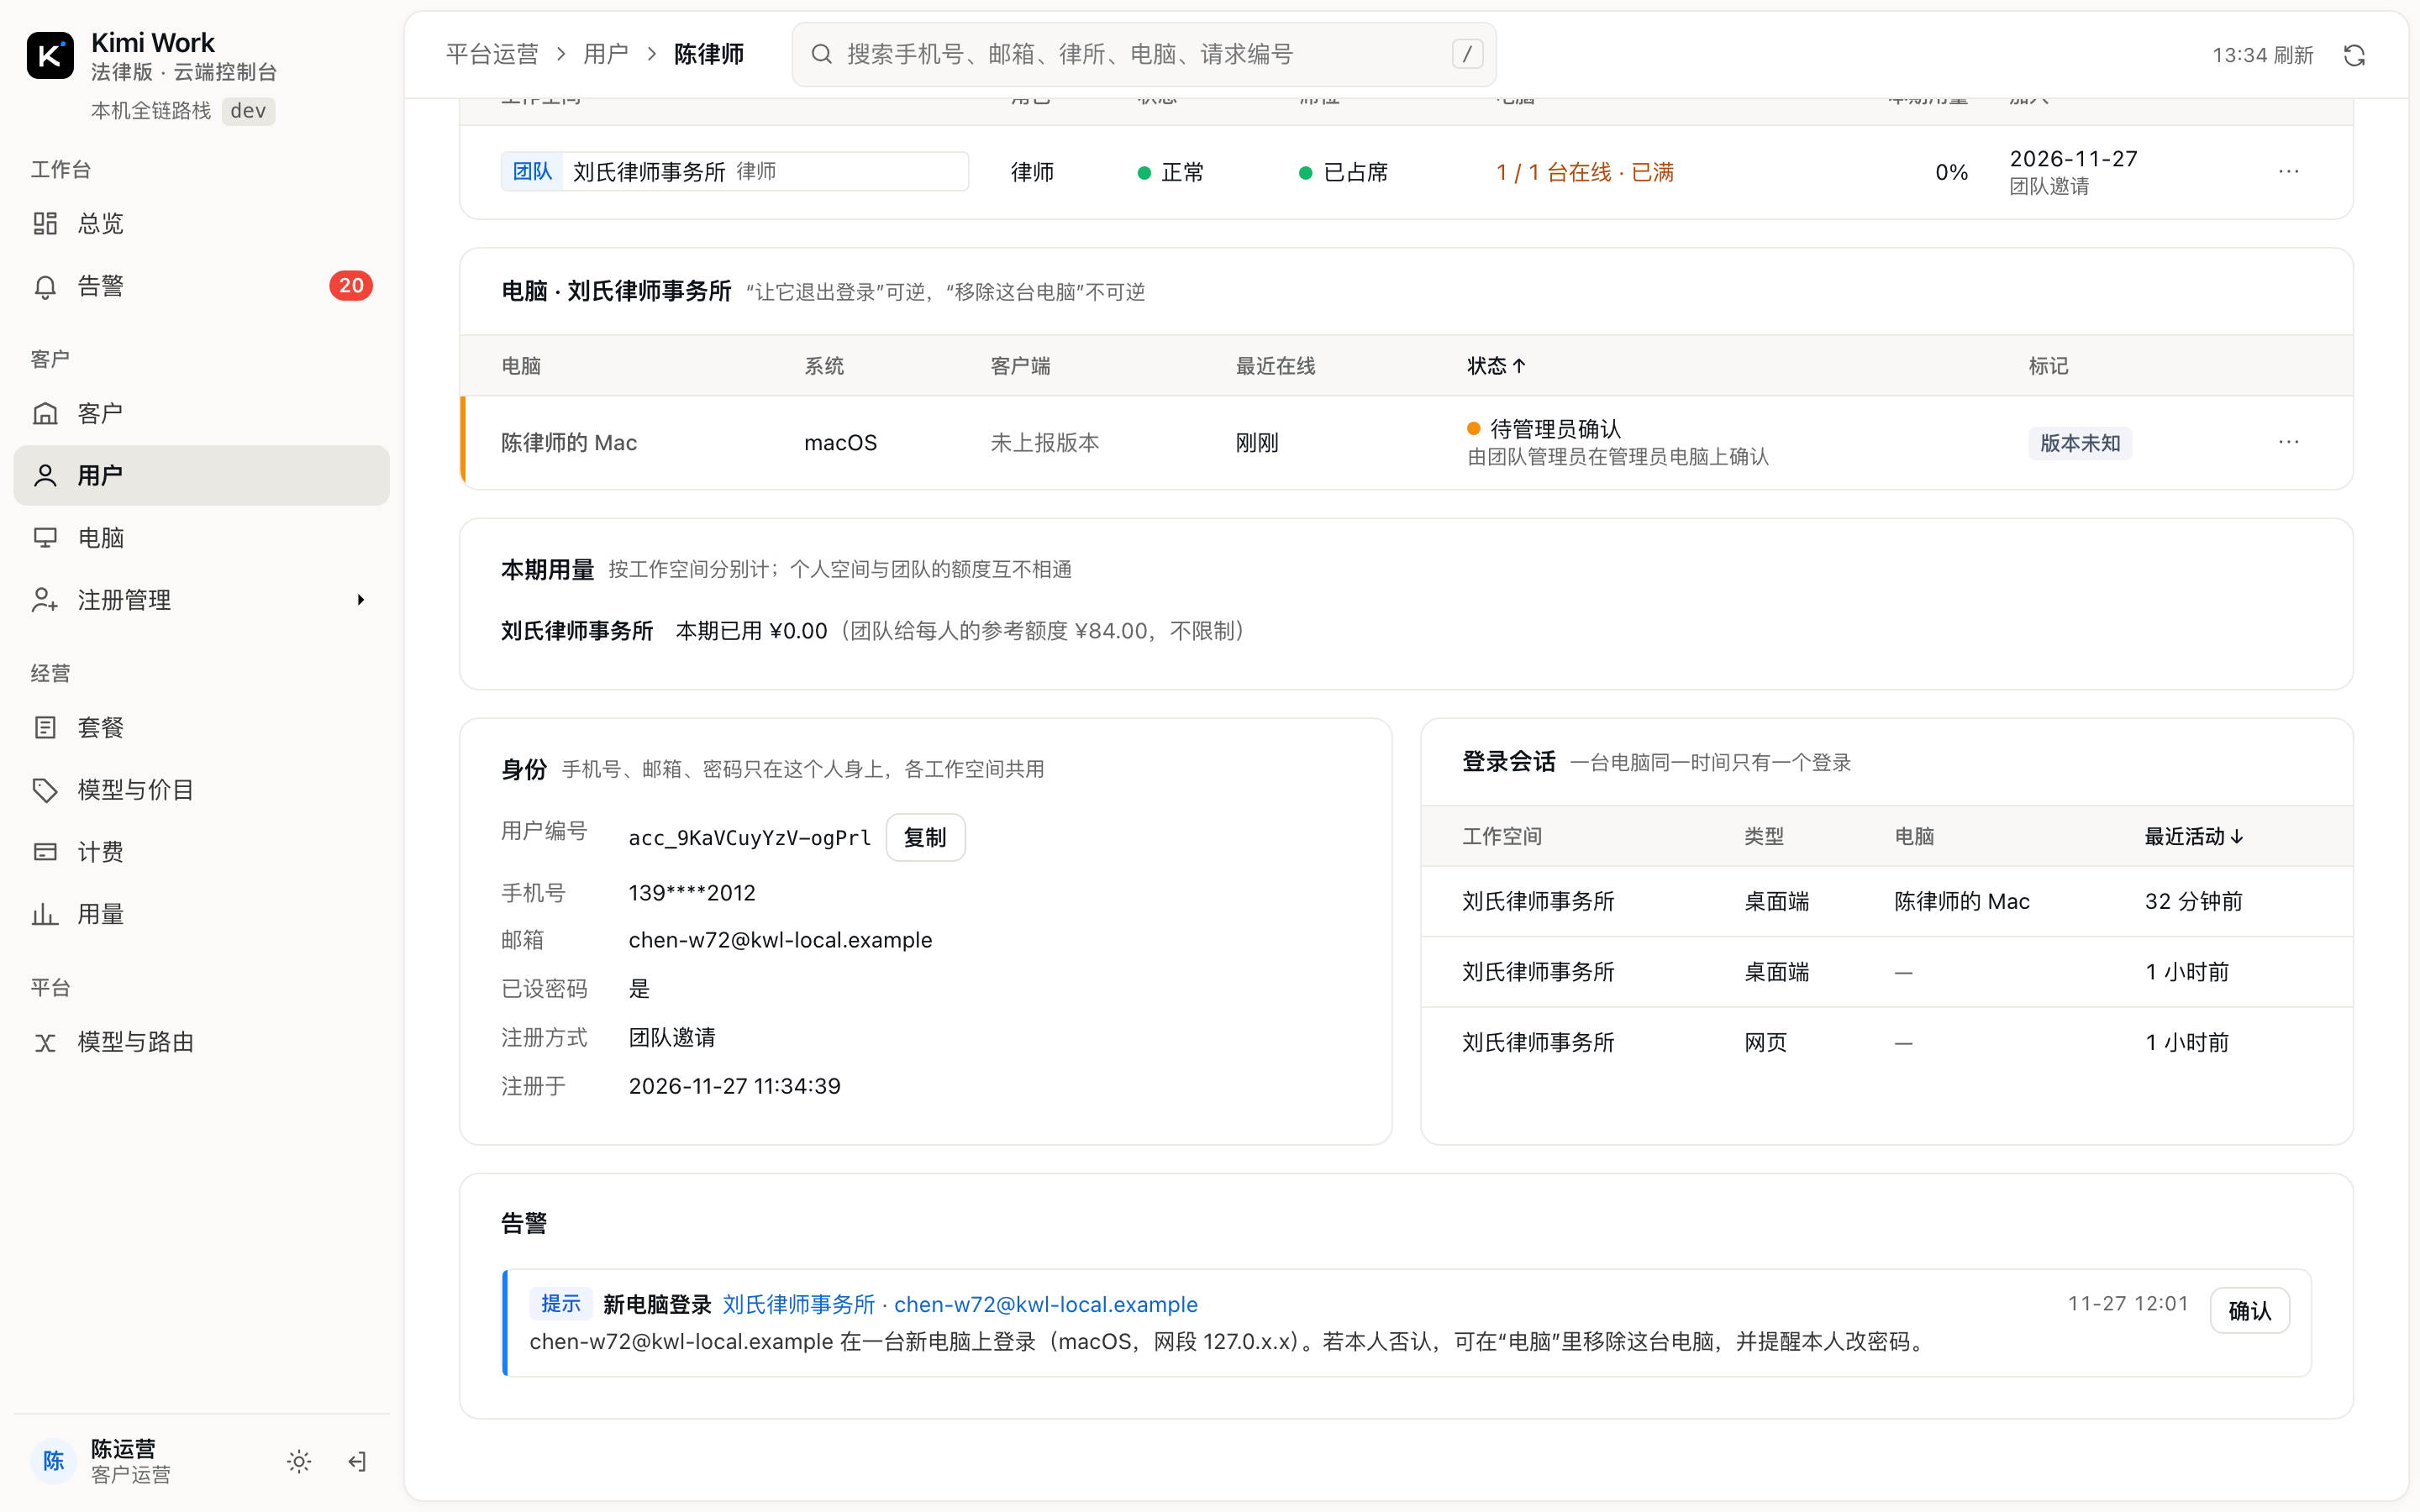 Kimi Work
法律版 · 云端控制台
本机全链路栈 dev
工作台
总览
告警 20
客户
客户
用户
电脑
注册管理
经营
套餐
模型与价目
计费
用量
平台
模型与路由
陈 陈运营
客户运营
平台运营 > 用户 > 陈律师
搜索手机号、邮箱、律所、电脑、请求编号 /
13:34 刷新
工作空间 角色 状态 席位 电脑 本期用量 加入
团队 刘氏律师事务所 律师 律师 正常 已占席 1 / 1 台在线 · 已满 0% 2026-11-27
团队邀请
电脑 · 刘氏律师事务所 “让它退出登录”可逆，“移除这台电脑”不可逆
电脑 系统 客户端 最近在线 状态 ↑ 标记
陈律师的 Mac macOS 未上报版本 刚刚 待管理员确认 版本未知 ···
由团队管理员在管理员电脑上确认
本期用量 按工作空间分别计；个人空间与团队的额度互不相通
刘氏律师事务所 本期已用 ¥0.00（团队给每人的参考额度 ¥84.00，不限制）
身份 手机号、邮箱、密码只在这个人身上，各工作空间共用
用户编号 acc_9KaVCuyYzV-ogPrl 复制
手机号 139****2012
邮箱 chen-w72@kwl-local.example
已设密码 是
注册方式 团队邀请
注册于 2026-11-27 11:34:39
登录会话 一台电脑同一时间只有一个登录
工作空间 类型 电脑 最近活动 ↓
刘氏律师事务所 桌面端 陈律师的 Mac 32 分钟前
刘氏律师事务所 桌面端 — 1 小时前
刘氏律师事务所 网页 — 1 小时前
告警
提示 新电脑登录 刘氏律师事务所 · chen-w72@kwl-local.example 11-27 12:01 确认
chen-w72@kwl-local.example 在一台新电脑上登录（macOS，网段 127.0.x.x）。若本人否认，可在“电脑”里移除这台电脑，并提醒本人改密码。